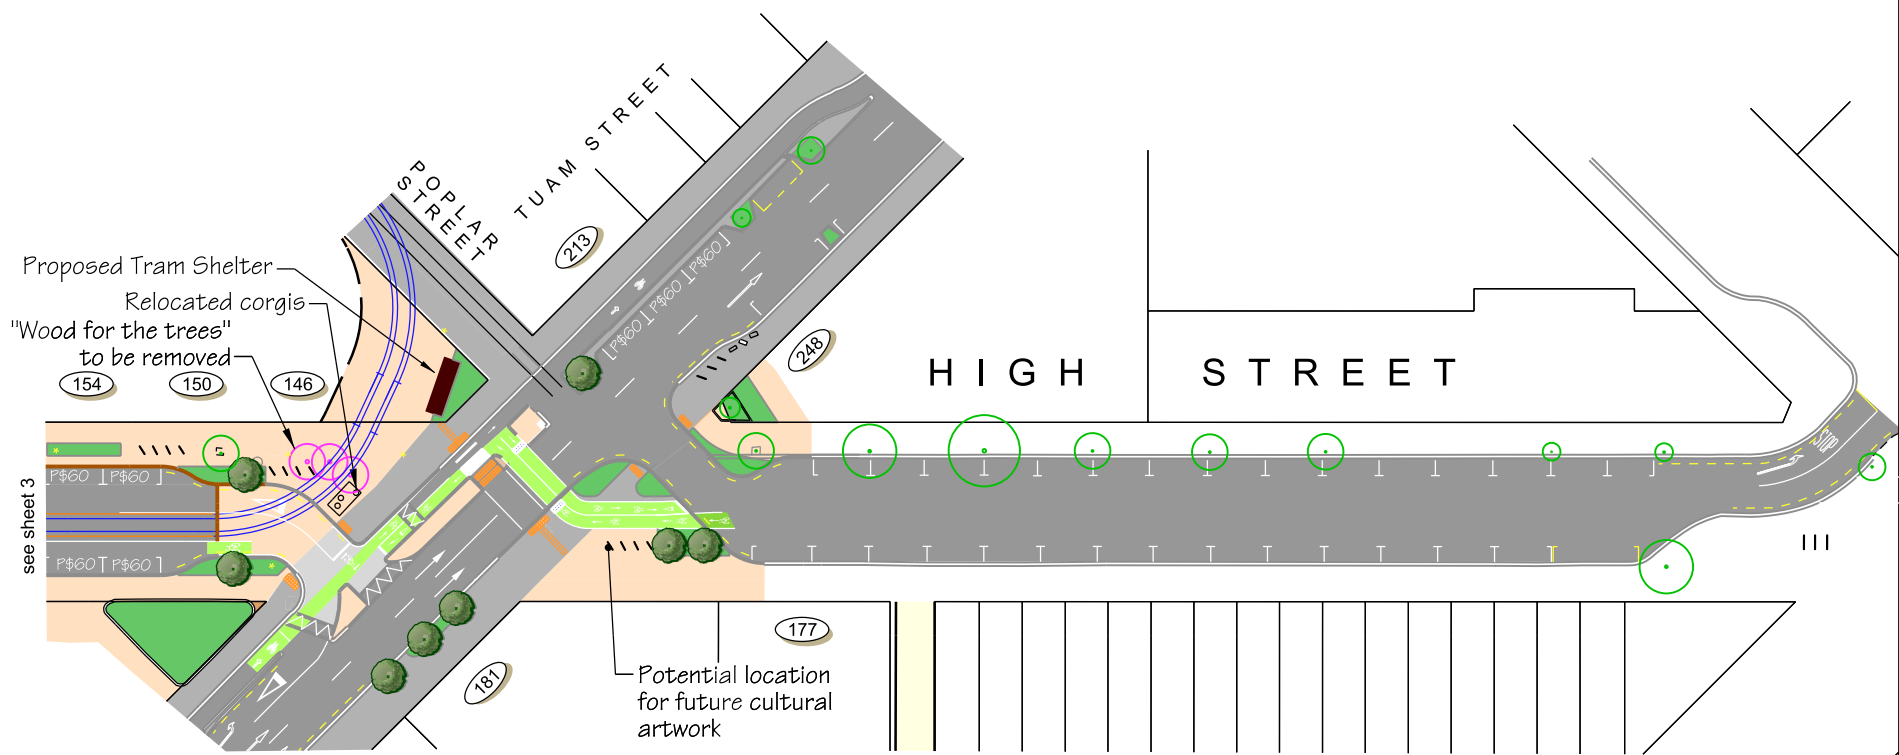 POPLAR
STREET
TUAM STREET
213
Proposed Tram Shelter
Relocated corgis
"Wood for the trees"
to be removed
154
150
146
248
HIGH STREET
P$60
P$60
P$60
see sheet 3
P$60 P$60
P$60 P$60
177
181
Potential location
for future cultural
artwork